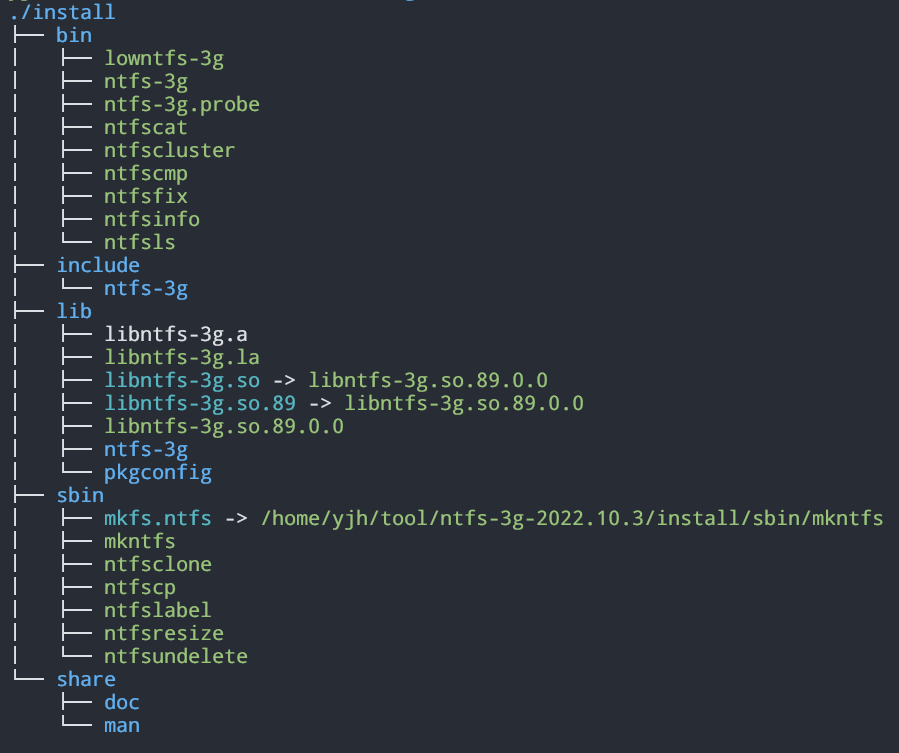 ./install
├── bin
│   ├── lowntfs-3g
│   ├── ntfs-3g
│   ├── ntfs-3g.probe
│   ├── ntfscat
│   ├── ntfscluster
│   ├── ntfscmp
│   ├── ntfsfix
│   ├── ntfsinfo
│   └── ntfsls
├── include
│   └── ntfs-3g
├── lib
│   ├── libntfs-3g.a
│   ├── libntfs-3g.la
│   ├── libntfs-3g.so -> libntfs-3g.so.89.0.0
│   ├── libntfs-3g.so.89 -> libntfs-3g.so.89.0.0
│   ├── libntfs-3g.so.89.0.0
│   ├── ntfs-3g
│   └── pkgconfig
├── sbin
│   ├── mkfs.ntfs -> /home/yjh/tool/ntfs-3g-2022.10.3/install/sbin/mkntfs
│   ├── mkntfs
│   ├── ntfsclone
│   ├── ntfscp
│   ├── ntfslabel
│   ├── ntfsresize
│   └── ntfsundelete
└── share
    ├── doc
    └── man